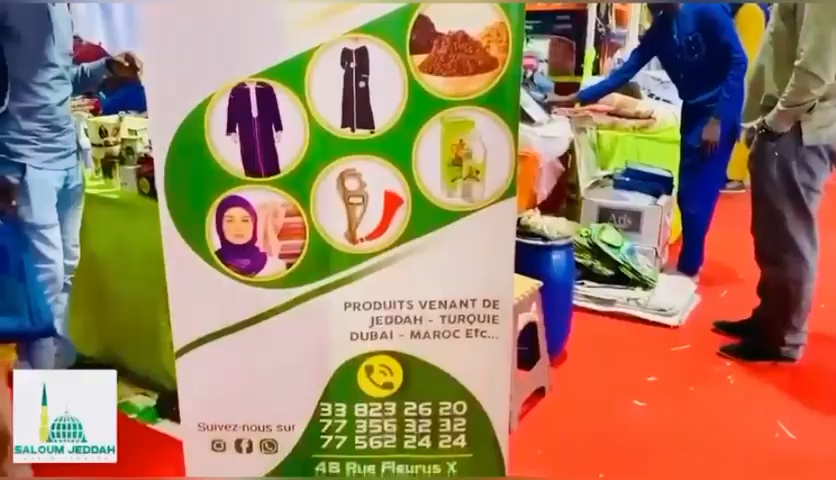 PRODUITS VENANT DE
JEDDAH - TURQUIE
DUBAI - MAROC Etc...
33 823 26 20
77 356 32 32
77 562 24 24
Suivez-nous sur
48 Rue Fleurus X
SALOUM JEDDAH